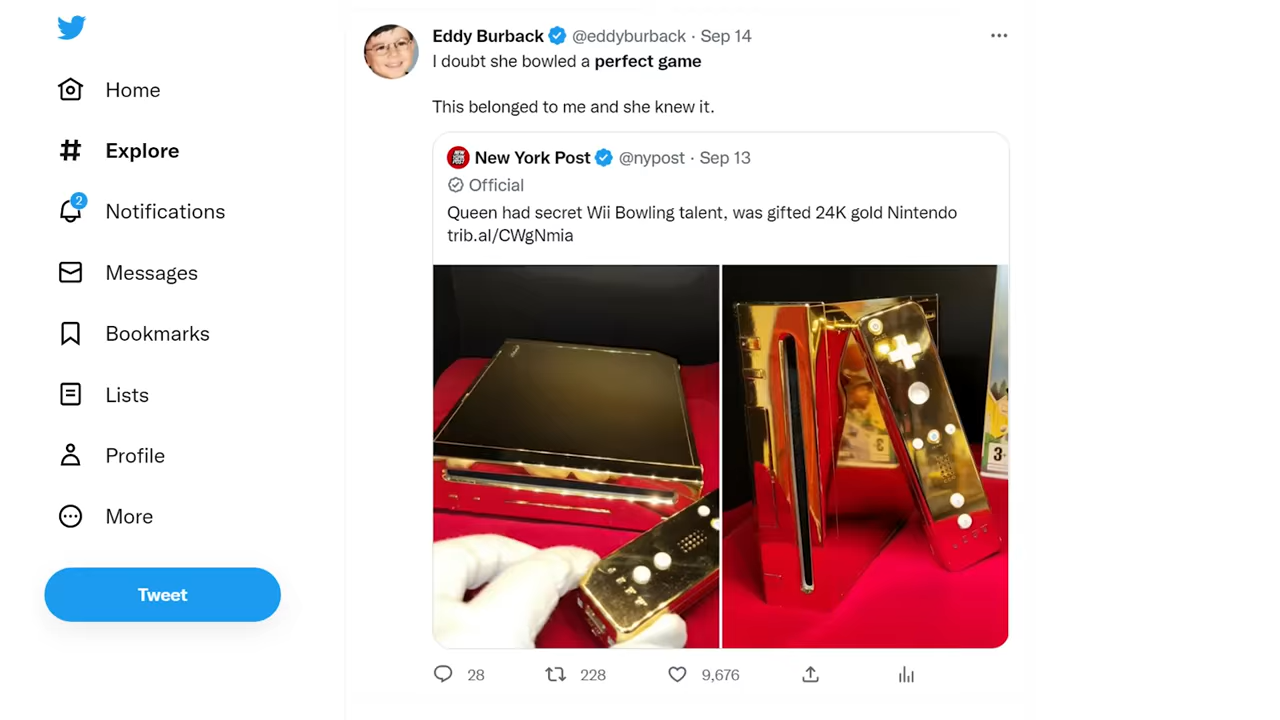 Home
Explore
2
Notifications
Messages
Bookmarks
Lists
Profile
More
Tweet
Eddy Burback @eddyburback · Sep 14
I doubt she bowled a perfect game
This belonged to me and she knew it.
New York Post @nypost · Sep 13
Official
Queen had secret Wii Bowling talent, was gifted 24K gold Nintendo
trib.al/CWgNmia
Wii
3+
28
228
9,676